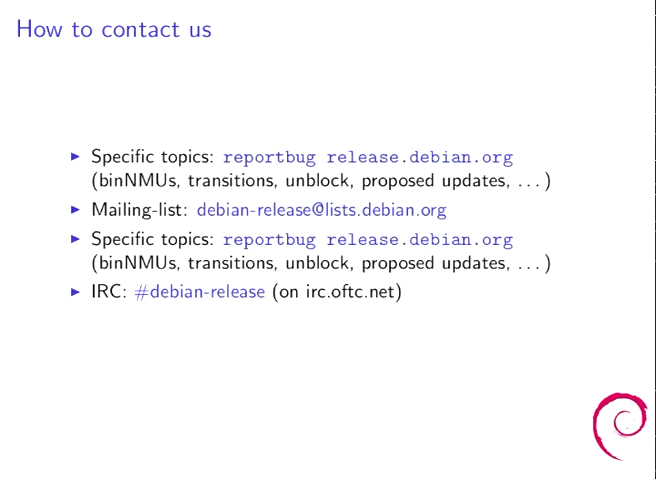 How to contact us
Specific topics: reportbug release.debian.org
(binNMUs, transitions, unblock, proposed updates, ...)
Mailing-list: debian-release@lists.debian.org
Specific topics: reportbug release.debian.org
(binNMUs, transitions, unblock, proposed updates, ...)
IRC: #debian-release (on irc.oftc.net)